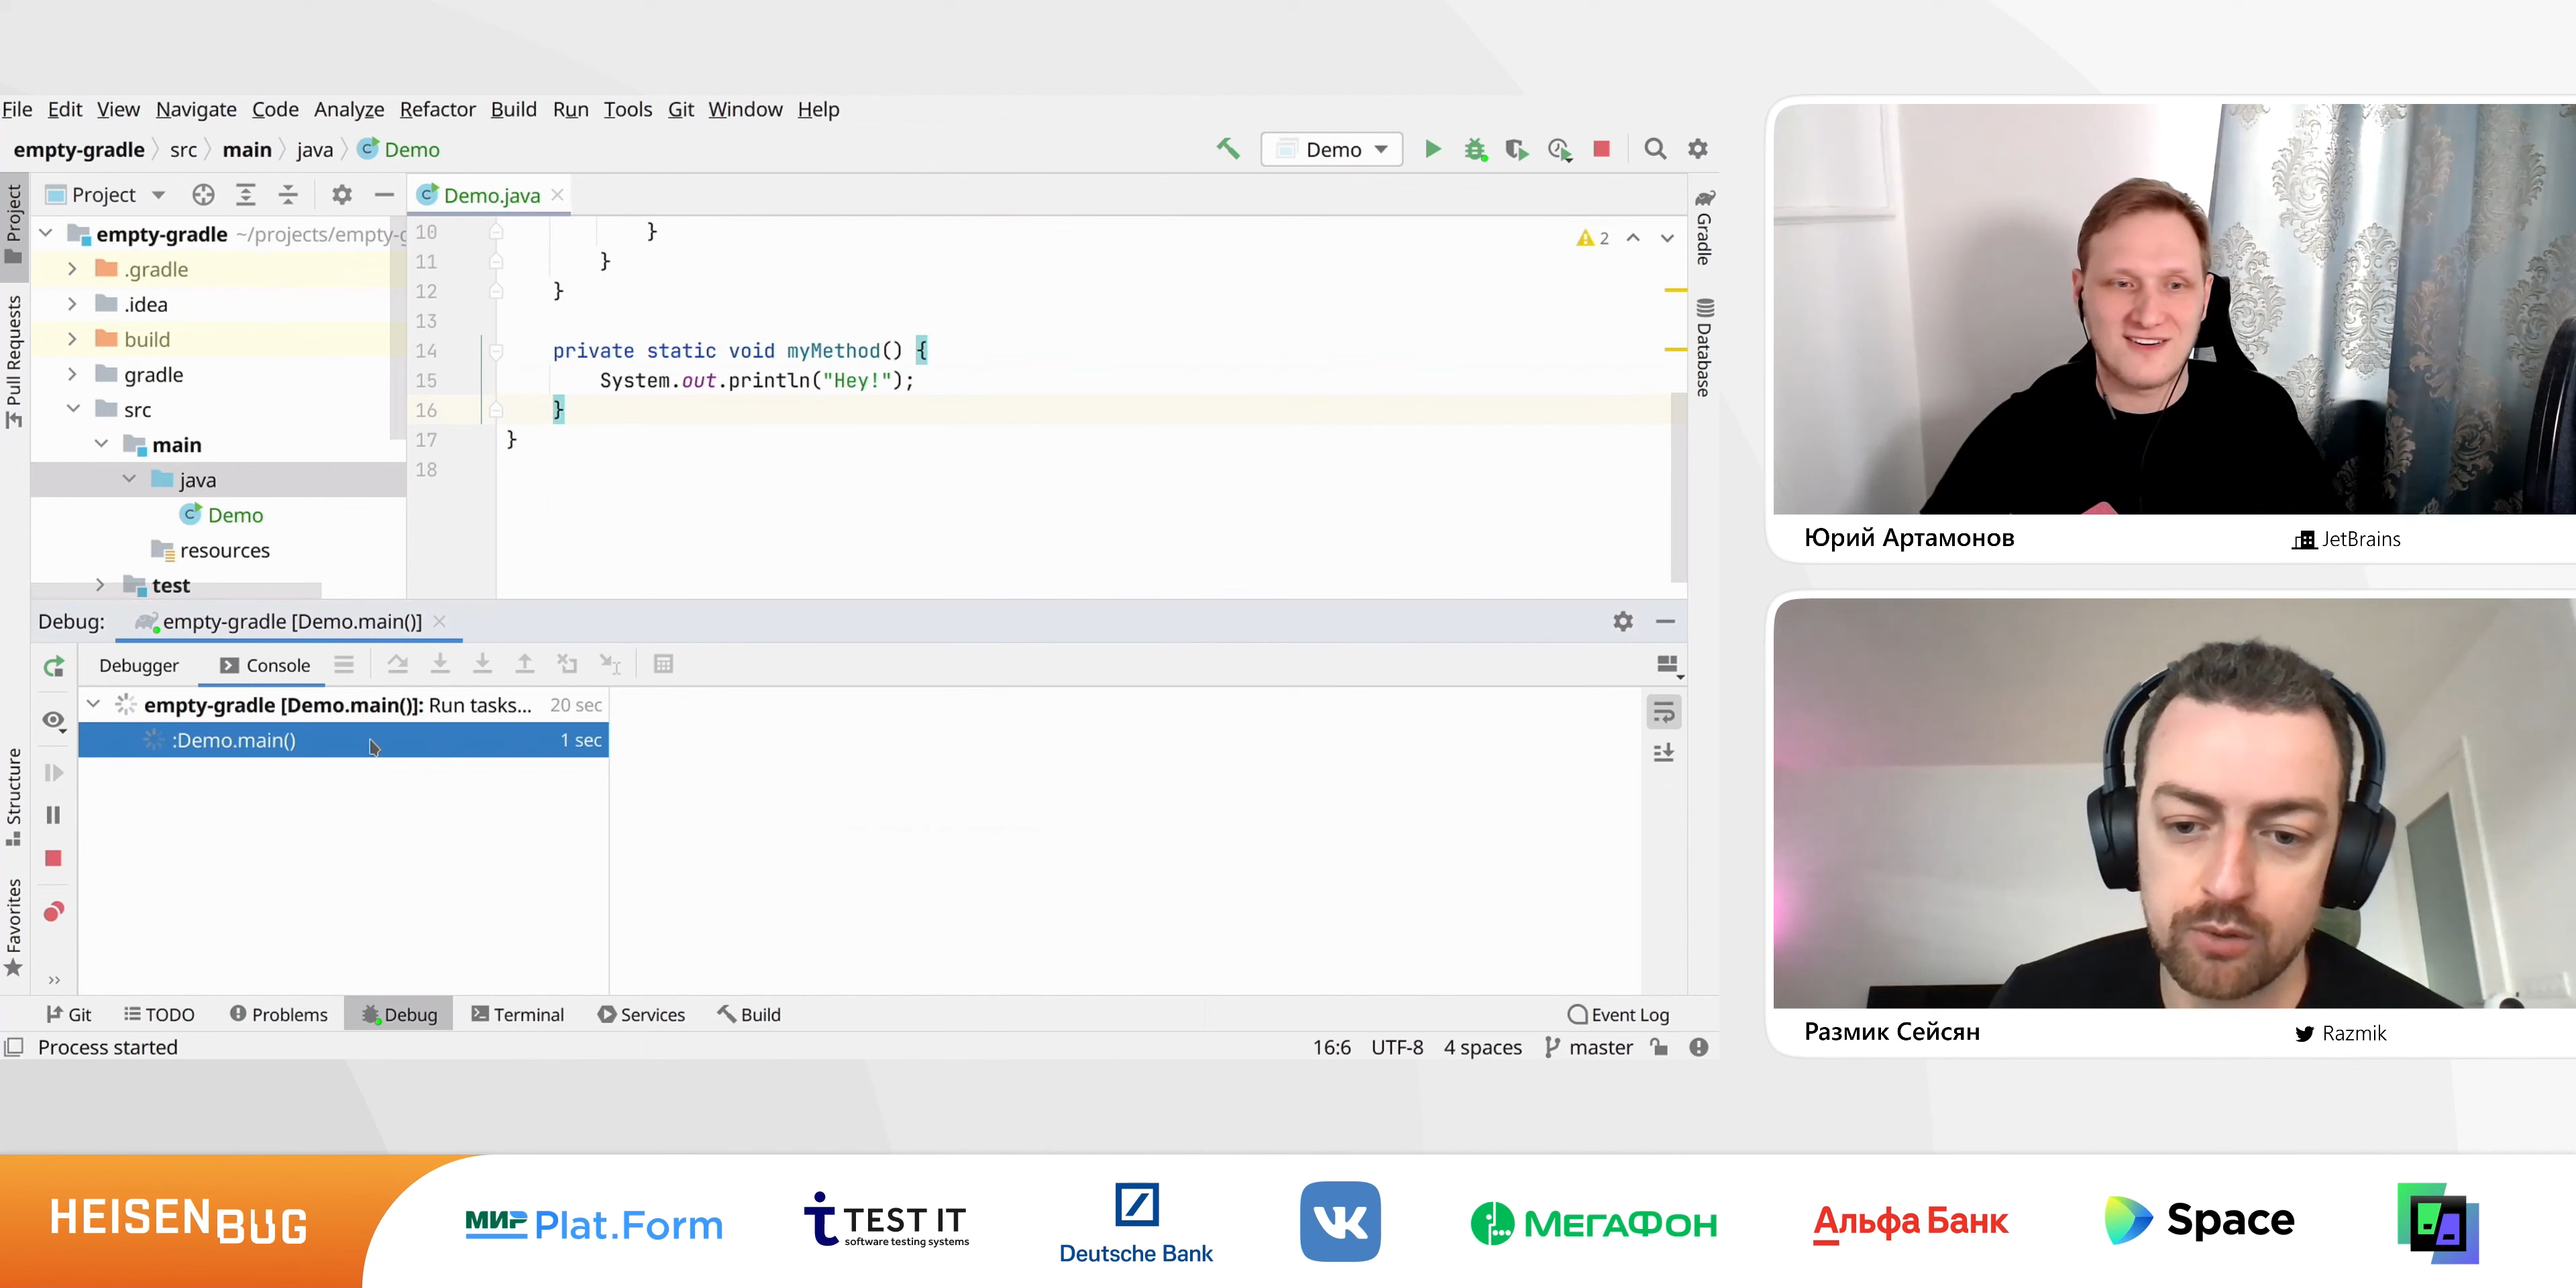 File Edit View Navigate Code Analyze Refactor Build Run Tools Git Window Help
empty-gradle src main java Demo
Demo
Project
Demo.java
Project
Pull Requests
Structure
Favorites
empty-gradle ~/projects/empty-g
.gradle
.idea
build
gradle
src
main
java
Demo
resources
test
10 }
11 }
12 }
13
14 private static void myMethod() {
15 System.out.println("Hey!");
16 }
17 }
18
2
Gradle
Database
Debug: empty-gradle [Demo.main()]
Debugger Console
empty-gradle [Demo.main()]: Run tasks... 20 sec
:Demo.main() 1 sec
Git TODO Problems Debug Terminal Services Build Event Log
Process started 16:6 UTF-8 4 spaces master
Юрий Артамонов JetBrains
Размик Сейсян Razmik
HEISENBUG
МИР Plat.Form
TEST IT
software testing systems
Deutsche Bank
VK
МЕГАФОН
Альфа Банк
Space